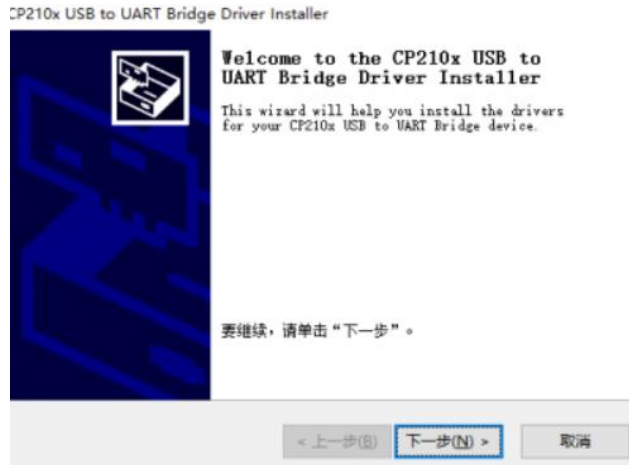 CP210x USB to UART Bridge Driver Installer
Welcome to the CP210x USB to
UART Bridge Driver Installer
This wizard will help you install the drivers
for your CP210x USB to UART Bridge device.
要继续，请单击“下一步”。
< 上一步(B) 下一步(N) > 取消